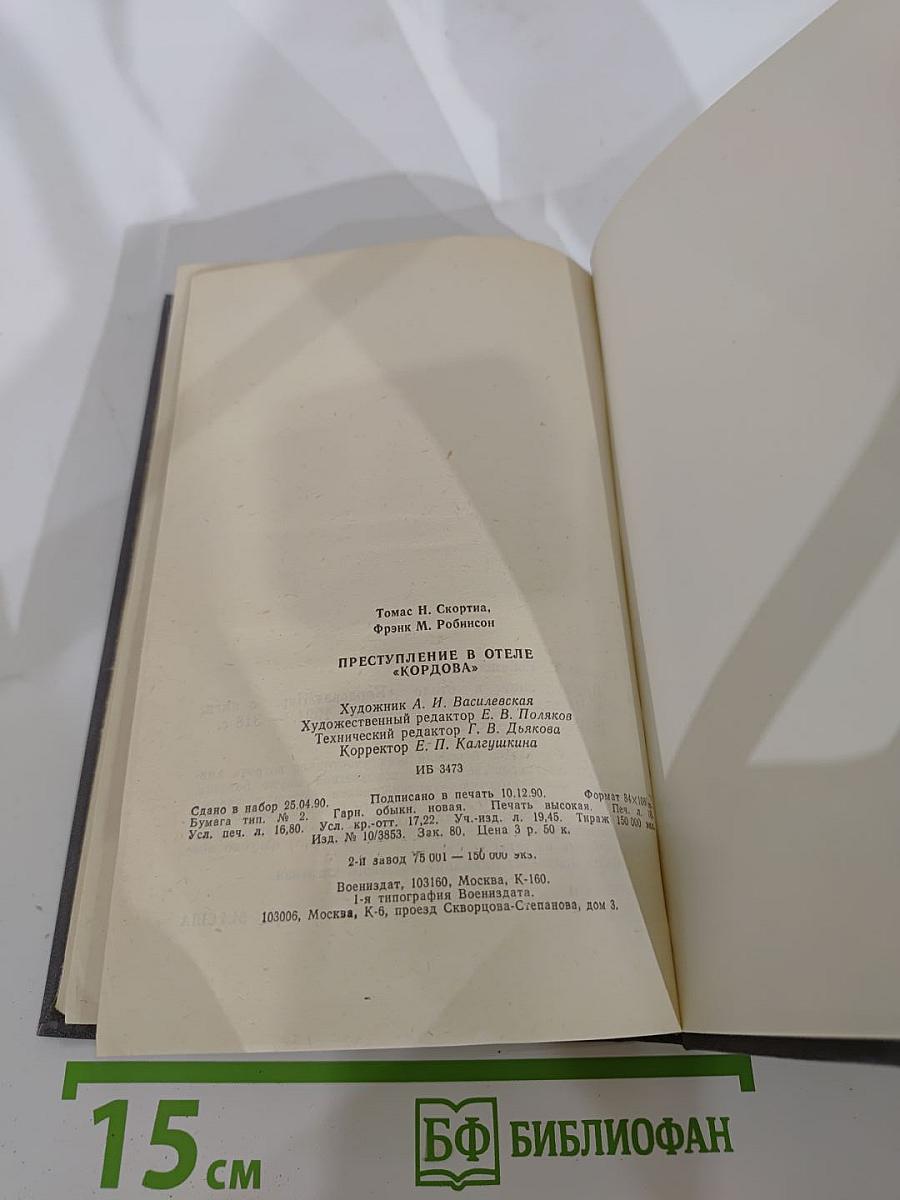 Томас Н. Скортиа,
Фрэнк М. Робинсон
ПРЕСТУПЛЕНИЕ В ОТЕЛЕ
«КОРДОВА»
Художник А. И. Василевская
Художественный редактор Е. В. Поляков
Технический редактор Г. В. Дьякова
Корректор Е. П. Калгушкина
ИБ 3473
Сдано в набор 25.04.90. Подписано в печать 10.12.90. Формат
Бумага тип. № 2. Гарн. обыкн. новая. Печать высокая. Печ. л.
Усл. печ. л. 16,80. Усл. кр.-отт. 17,22. Уч.-изд. л. 19,45. Тираж 150 000 экз.
Изд. № 10/3853. Зак. 80. Цена 3 р. 50 к.
2-й завод 75 001 — 150 000 экз.
Воениздат, 103160, Москва, К-160.
1-я типография Воениздата.
103006, Москва, К-6, проезд Скворцова-Степанова, дом 3.
15 см
БФ БИБЛИОФАН